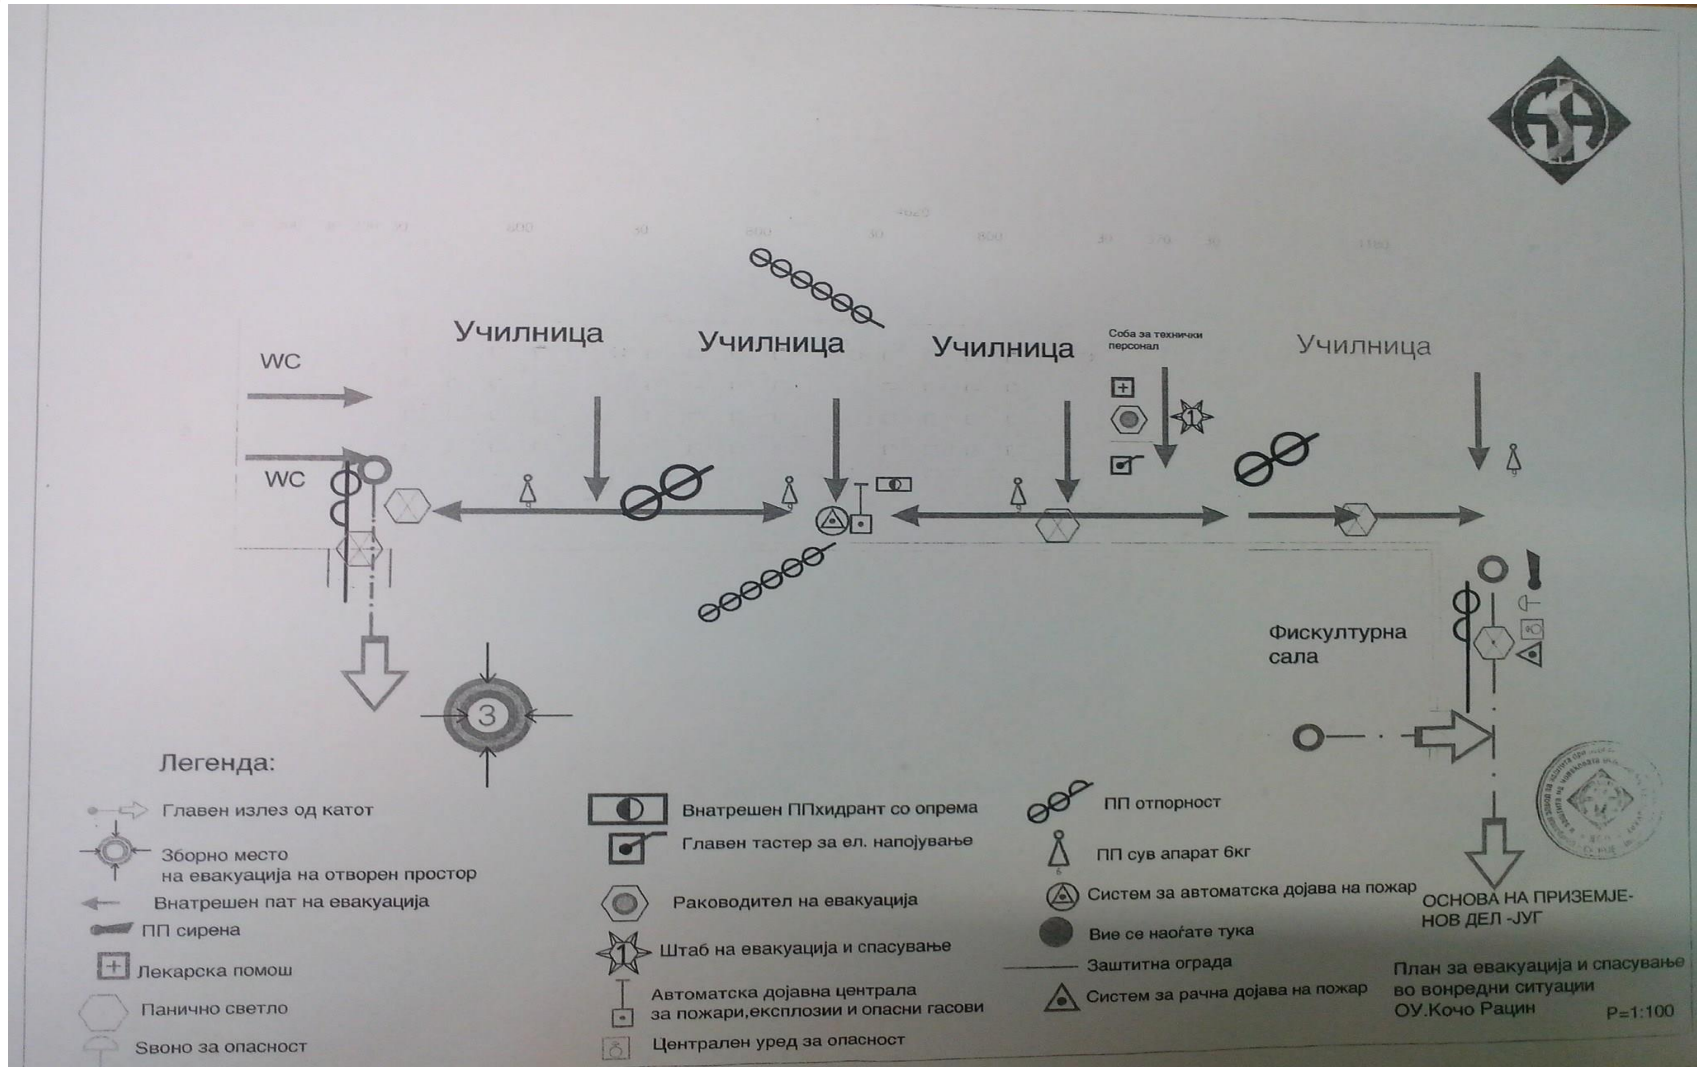 Училница
Училница
Училница
Соба за технички
персонал
Училница
WC
WC
1
Фискултурна
сала
3
Легенда:
Главен излез од катот
Зборно место
на евакуација на отворен простор
Внатрешен пат на евакуација
ПП сирена
Лекарска помош
Панично светло
Ѕвоно за опасност
Внатрешен ППхидрант со опрема
Главен тастер за ел. напојување
Раководител на евакуација
1
Штаб на евакуација и спасување
Автоматска дојавна централа
за пожари,експлозии и опасни гасови
Централен уред за опасност
ПП отпорност
ПП сув апарат 6кг
6
Систем за автоматска дојава на пожар
Вие се наоѓате тука
Заштитна ограда
Систем за рачна дојава на пожар
ОСНОВА НА ПРИЗЕМЈЕ-
НОВ ДЕЛ -ЈУГ
План за евакуација и спасување
во вонредни ситуации
ОУ.Кочо Рацин
Р=1:100